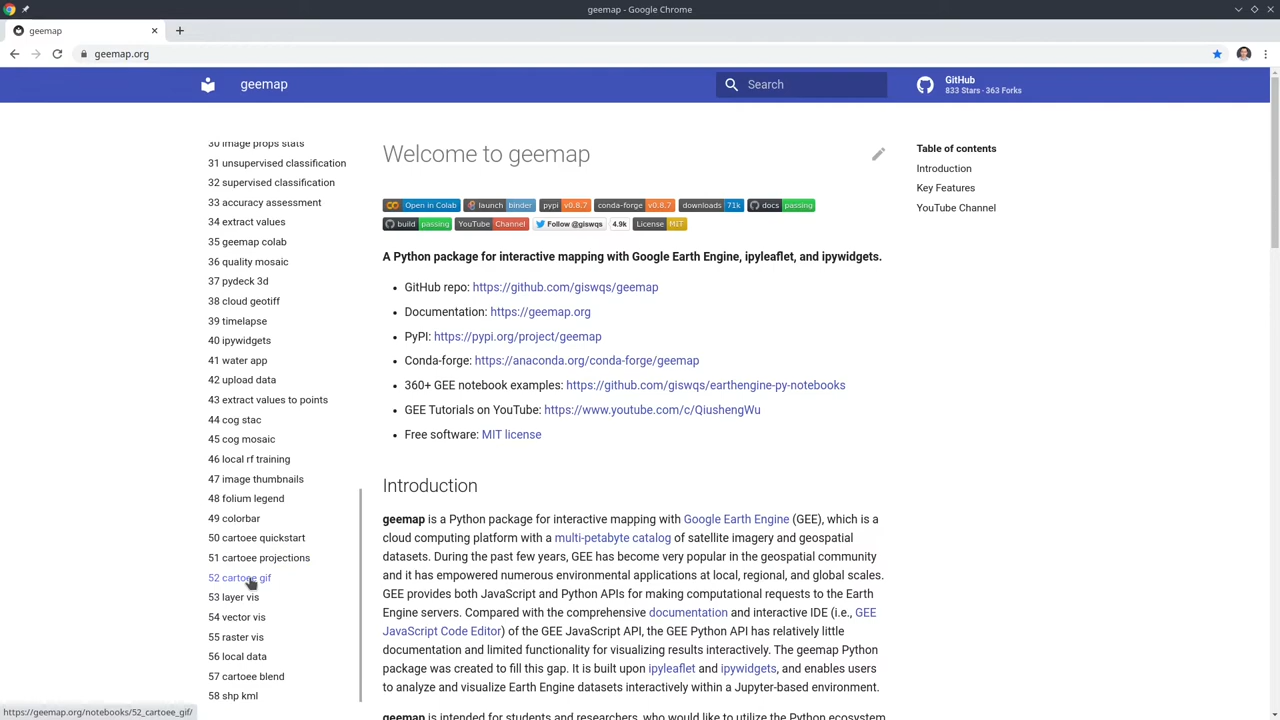 geemap - Google Chrome
geemap
geemap.org
geemap
Search
GitHub
833 Stars · 363 Forks
30 image props stats
31 unsupervised classification
32 supervised classification
33 accuracy assessment
34 extract values
35 geemap colab
36 quality mosaic
37 pydeck 3d
38 cloud geotiff
39 timelapse
40 ipywidgets
41 water app
42 upload data
43 extract values to points
44 cog stac
45 cog mosaic
46 local rf training
47 image thumbnails
48 folium legend
49 colorbar
50 cartoee quickstart
51 cartoee projections
52 cartoee gif
53 layer vis
54 vector vis
55 raster vis
56 local data
57 cartoee blend
58 shp kml
Welcome to geemap
Open in Colab launch binder pypi v0.8.7 conda-forge v0.8.7 downloads 71k docs passing
build passing YouTube Channel Follow @giswqs 4.9k License MIT
A Python package for interactive mapping with Google Earth Engine, ipyleaflet, and ipywidgets.
• GitHub repo: https://github.com/giswqs/geemap
• Documentation: https://geemap.org
• PyPI: https://pypi.org/project/geemap
• Conda-forge: https://anaconda.org/conda-forge/geemap
• 360+ GEE notebook examples: https://github.com/giswqs/earthengine-py-notebooks
• GEE Tutorials on YouTube: https://www.youtube.com/c/QiushengWu
• Free software: MIT license
Introduction
geemap is a Python package for interactive mapping with Google Earth Engine (GEE), which is a
cloud computing platform with a multi-petabyte catalog of satellite imagery and geospatial
datasets. During the past few years, GEE has become very popular in the geospatial community
and it has empowered numerous environmental applications at local, regional, and global scales.
GEE provides both JavaScript and Python APIs for making computational requests to the Earth
Engine servers. Compared with the comprehensive documentation and interactive IDE (i.e., GEE
JavaScript Code Editor) of the GEE JavaScript API, the GEE Python API has relatively little
documentation and limited functionality for visualizing results interactively. The geemap Python
package was created to fill this gap. It is built upon ipyleaflet and ipywidgets, and enables users
to analyze and visualize Earth Engine datasets interactively within a Jupyter-based environment.
geemap is intended for students and researchers, who would like to utilize the Python ecosystem
Table of contents
Introduction
Key Features
YouTube Channel
https://geemap.org/notebooks/52_cartoee_gif/